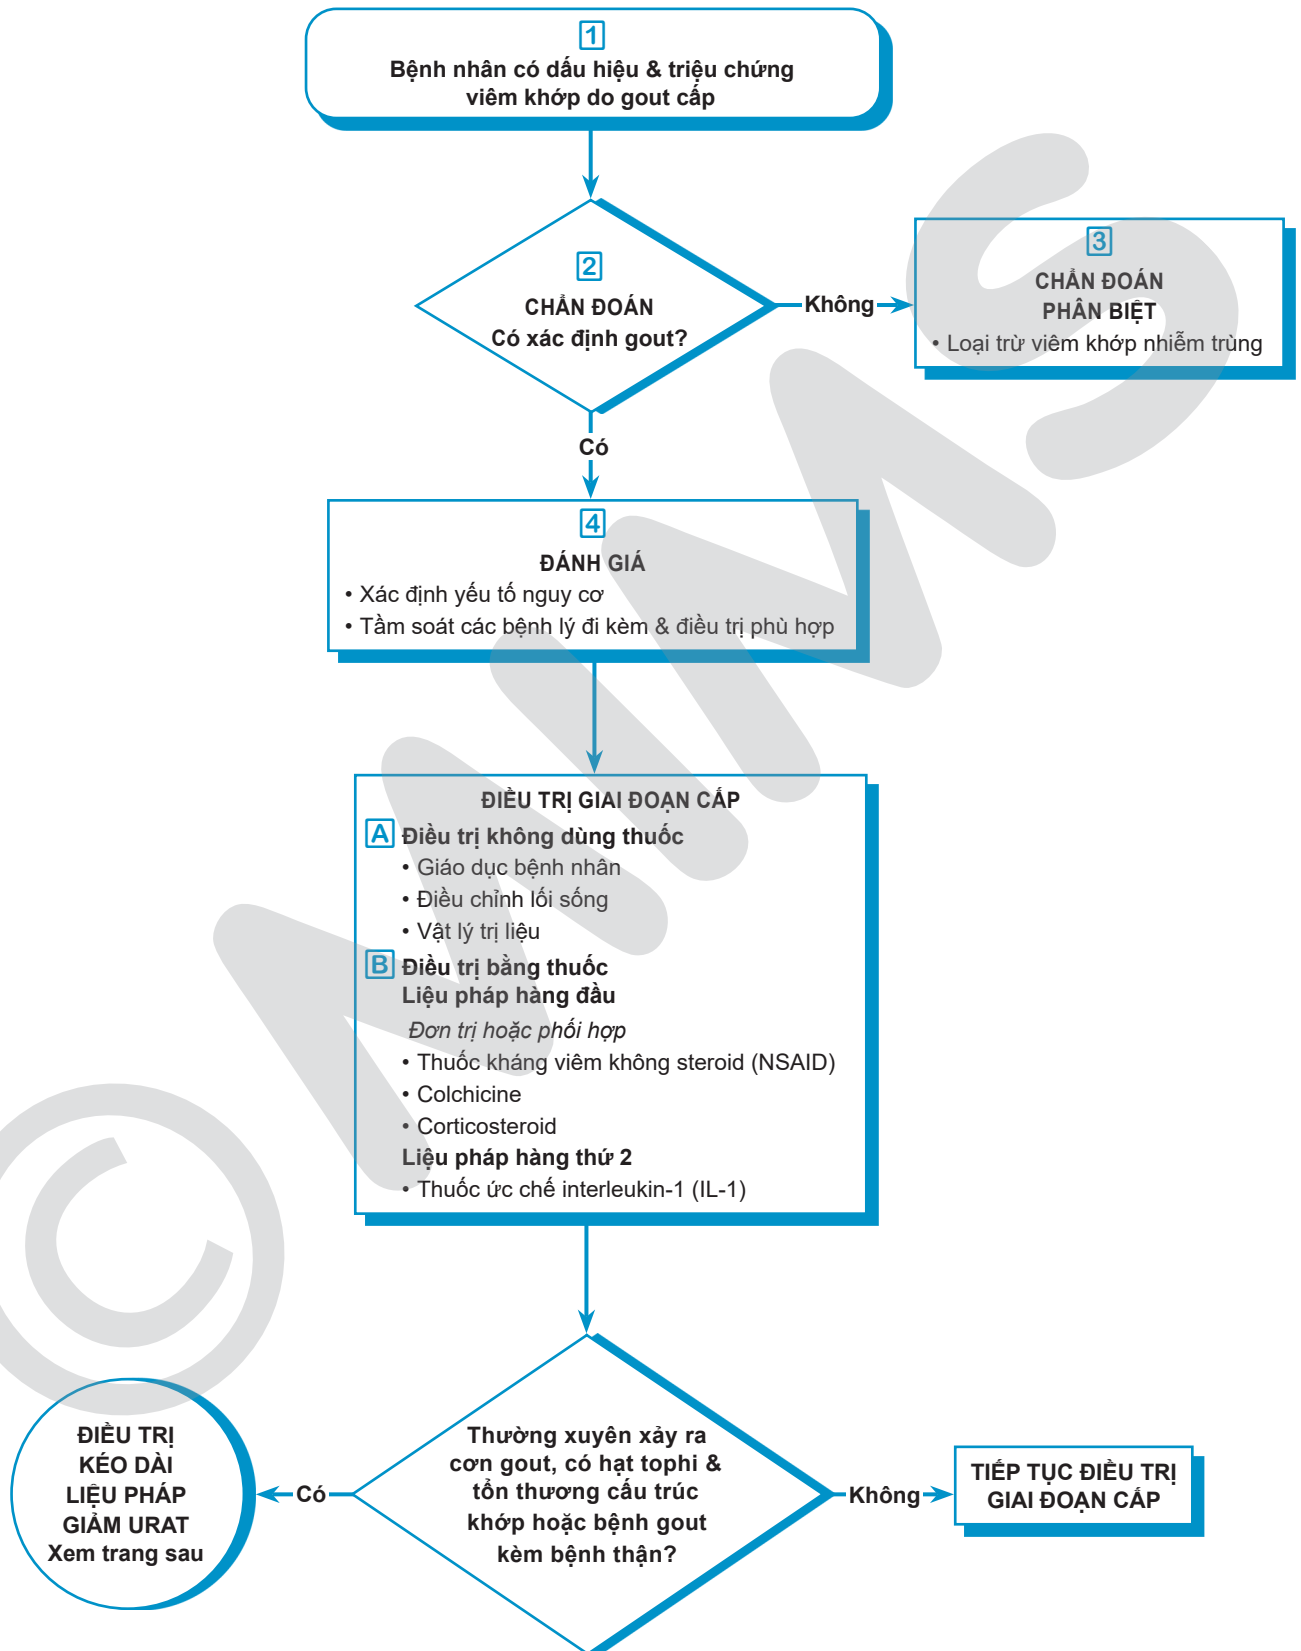 1
Bệnh nhân có dấu hiệu & triệu chứng
viêm khớp do gout cấp
2
CHẨN ĐOÁN
Có xác định gout?
Không
3
CHẨN ĐOÁN
PHÂN BIỆT
• Loại trừ viêm khớp nhiễm trùng
Có
4
ĐÁNH GIÁ
• Xác định yếu tố nguy cơ
• Tầm soát các bệnh lý đi kèm & điều trị phù hợp
ĐIỀU TRỊ GIAI ĐOẠN CẤP
A Điều trị không dùng thuốc
• Giáo dục bệnh nhân
• Điều chỉnh lối sống
• Vật lý trị liệu
B Điều trị bằng thuốc
Liệu pháp hàng đầu
Đơn trị hoặc phối hợp
• Thuốc kháng viêm không steroid (NSAID)
• Colchicine
• Corticosteroid
Liệu pháp hàng thứ 2
• Thuốc ức chế interleukin-1 (IL-1)
Thường xuyên xảy ra
cơn gout, có hạt tophi &
tổn thương cấu trúc
khớp hoặc bệnh gout
kèm bệnh thận?
Có
ĐIỀU TRỊ
KÉO DÀI
LIỆU PHÁP
GIẢM URAT
Xem trang sau
Không
TIẾP TỤC ĐIỀU TRỊ
GIAI ĐOẠN CẤP
© MIMS